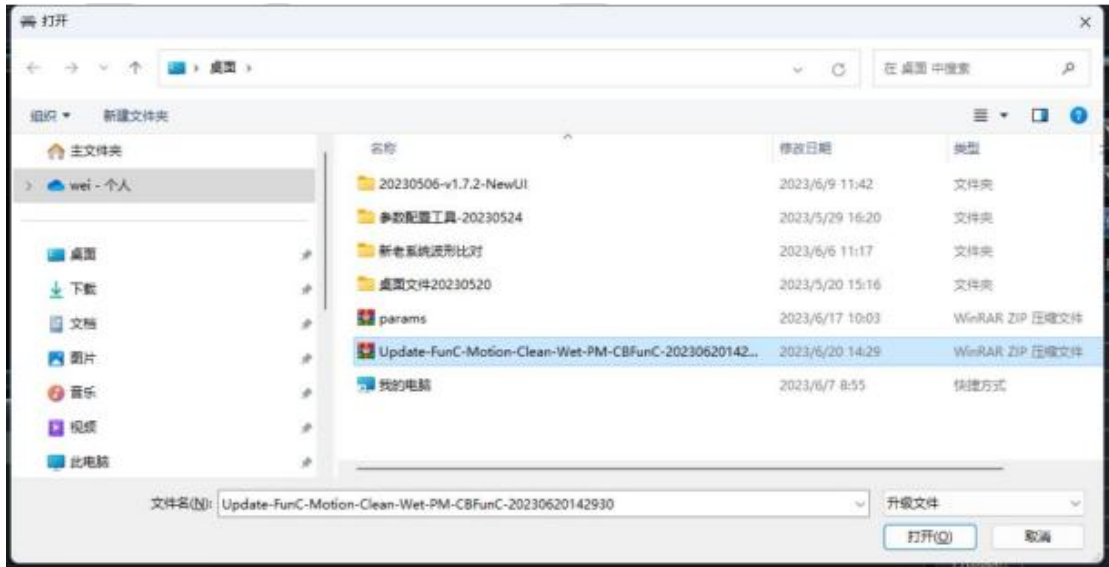 打开
桌面
在 桌面 中搜索
组织 新建文件夹
主文件夹
wei - 个人
桌面
下载
文档
图片
音乐
视频
此电脑
名称 修改日期 类型
20230506-v1.7.2-NewUI 2023/6/9 11:42 文件夹
参数配置工具-20230524 2023/5/29 16:20 文件夹
新老系统波形比对 2023/6/6 11:17 文件夹
桌面文件20230520 2023/5/20 15:16 文件夹
params 2023/6/17 10:03 WinRAR ZIP 压缩文件
Update-FunC-Motion-Clean-Wet-PM-CBFunC-20230620142... 2023/6/20 14:29 WinRAR ZIP 压缩文件
我的电脑 2023/6/7 8:55 快捷方式
文件名(N): Update-FunC-Motion-Clean-Wet-PM-CBFunC-20230620142930 升级文件
打开(O) 取消